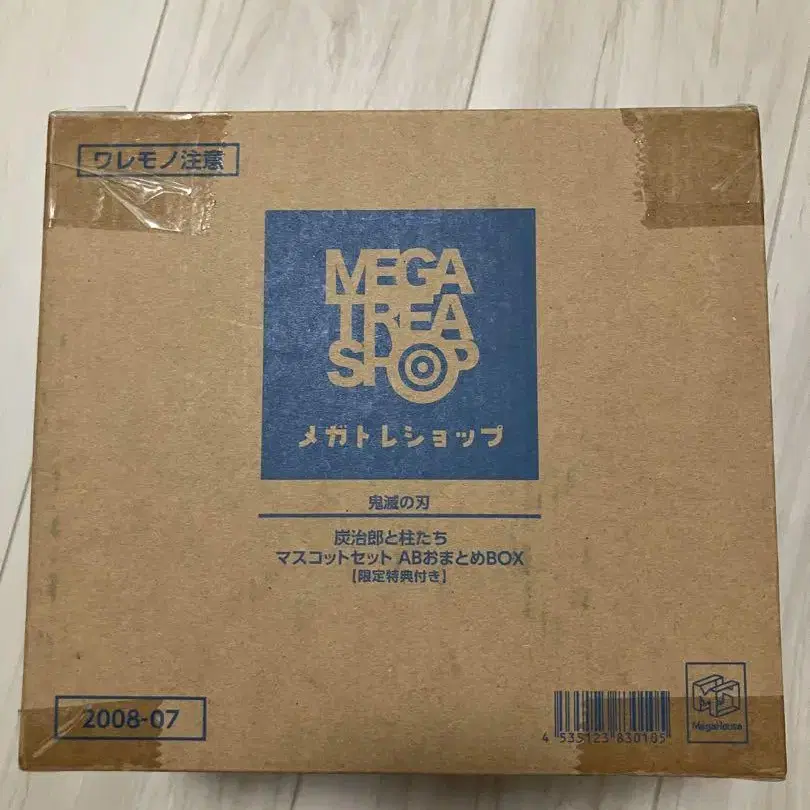 ワレモノ注意
MEGA
TREA
SHOP
メガトレショップ
鬼滅の刃
炭治郎と柱たち
マスコットセット ABおまとめBOX
【限定特典付き】
2008-07
4 535123 830105
MegaHouse